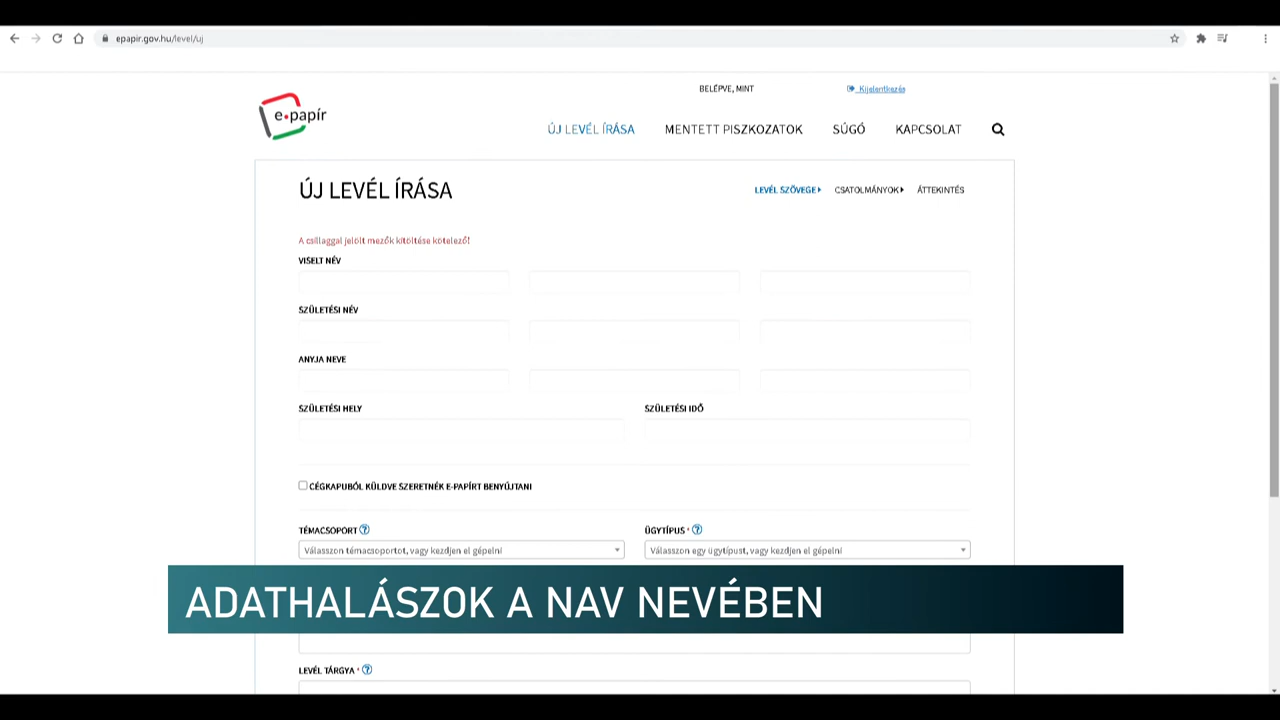 epapir.gov.hu/level/uj
BELÉPVE, MINT
Kijelentkezés
e•papír
ÚJ LEVÉL ÍRÁSA MENTETT PISZKOZATOK SÚGÓ KAPCSOLAT
ÚJ LEVÉL ÍRÁSA
LEVÉL SZÖVEGE CSATOLMÁNYOK ÁTTEKINTÉS
A csillaggal jelölt mezők kitöltése kötelező!
VISELT NÉV
SZÜLETÉSI NÉV
ANYJA NEVE
SZÜLETÉSI HELY SZÜLETÉSI IDŐ
CÉGKAPUBÓL KÜLDVE SZERETNÉK E-PAPÍRT BENYÚJTANI
TÉMACSOPORT ? ÜGYTÍPUS * ?
Válasszon témacsoportot, vagy kezdjen el gépelni Válasszon egy ügytípust, vagy kezdjen el gépelni
ADATHALÁSZOK A NAV NEVÉBEN
LEVÉL TÁRGYA * ?